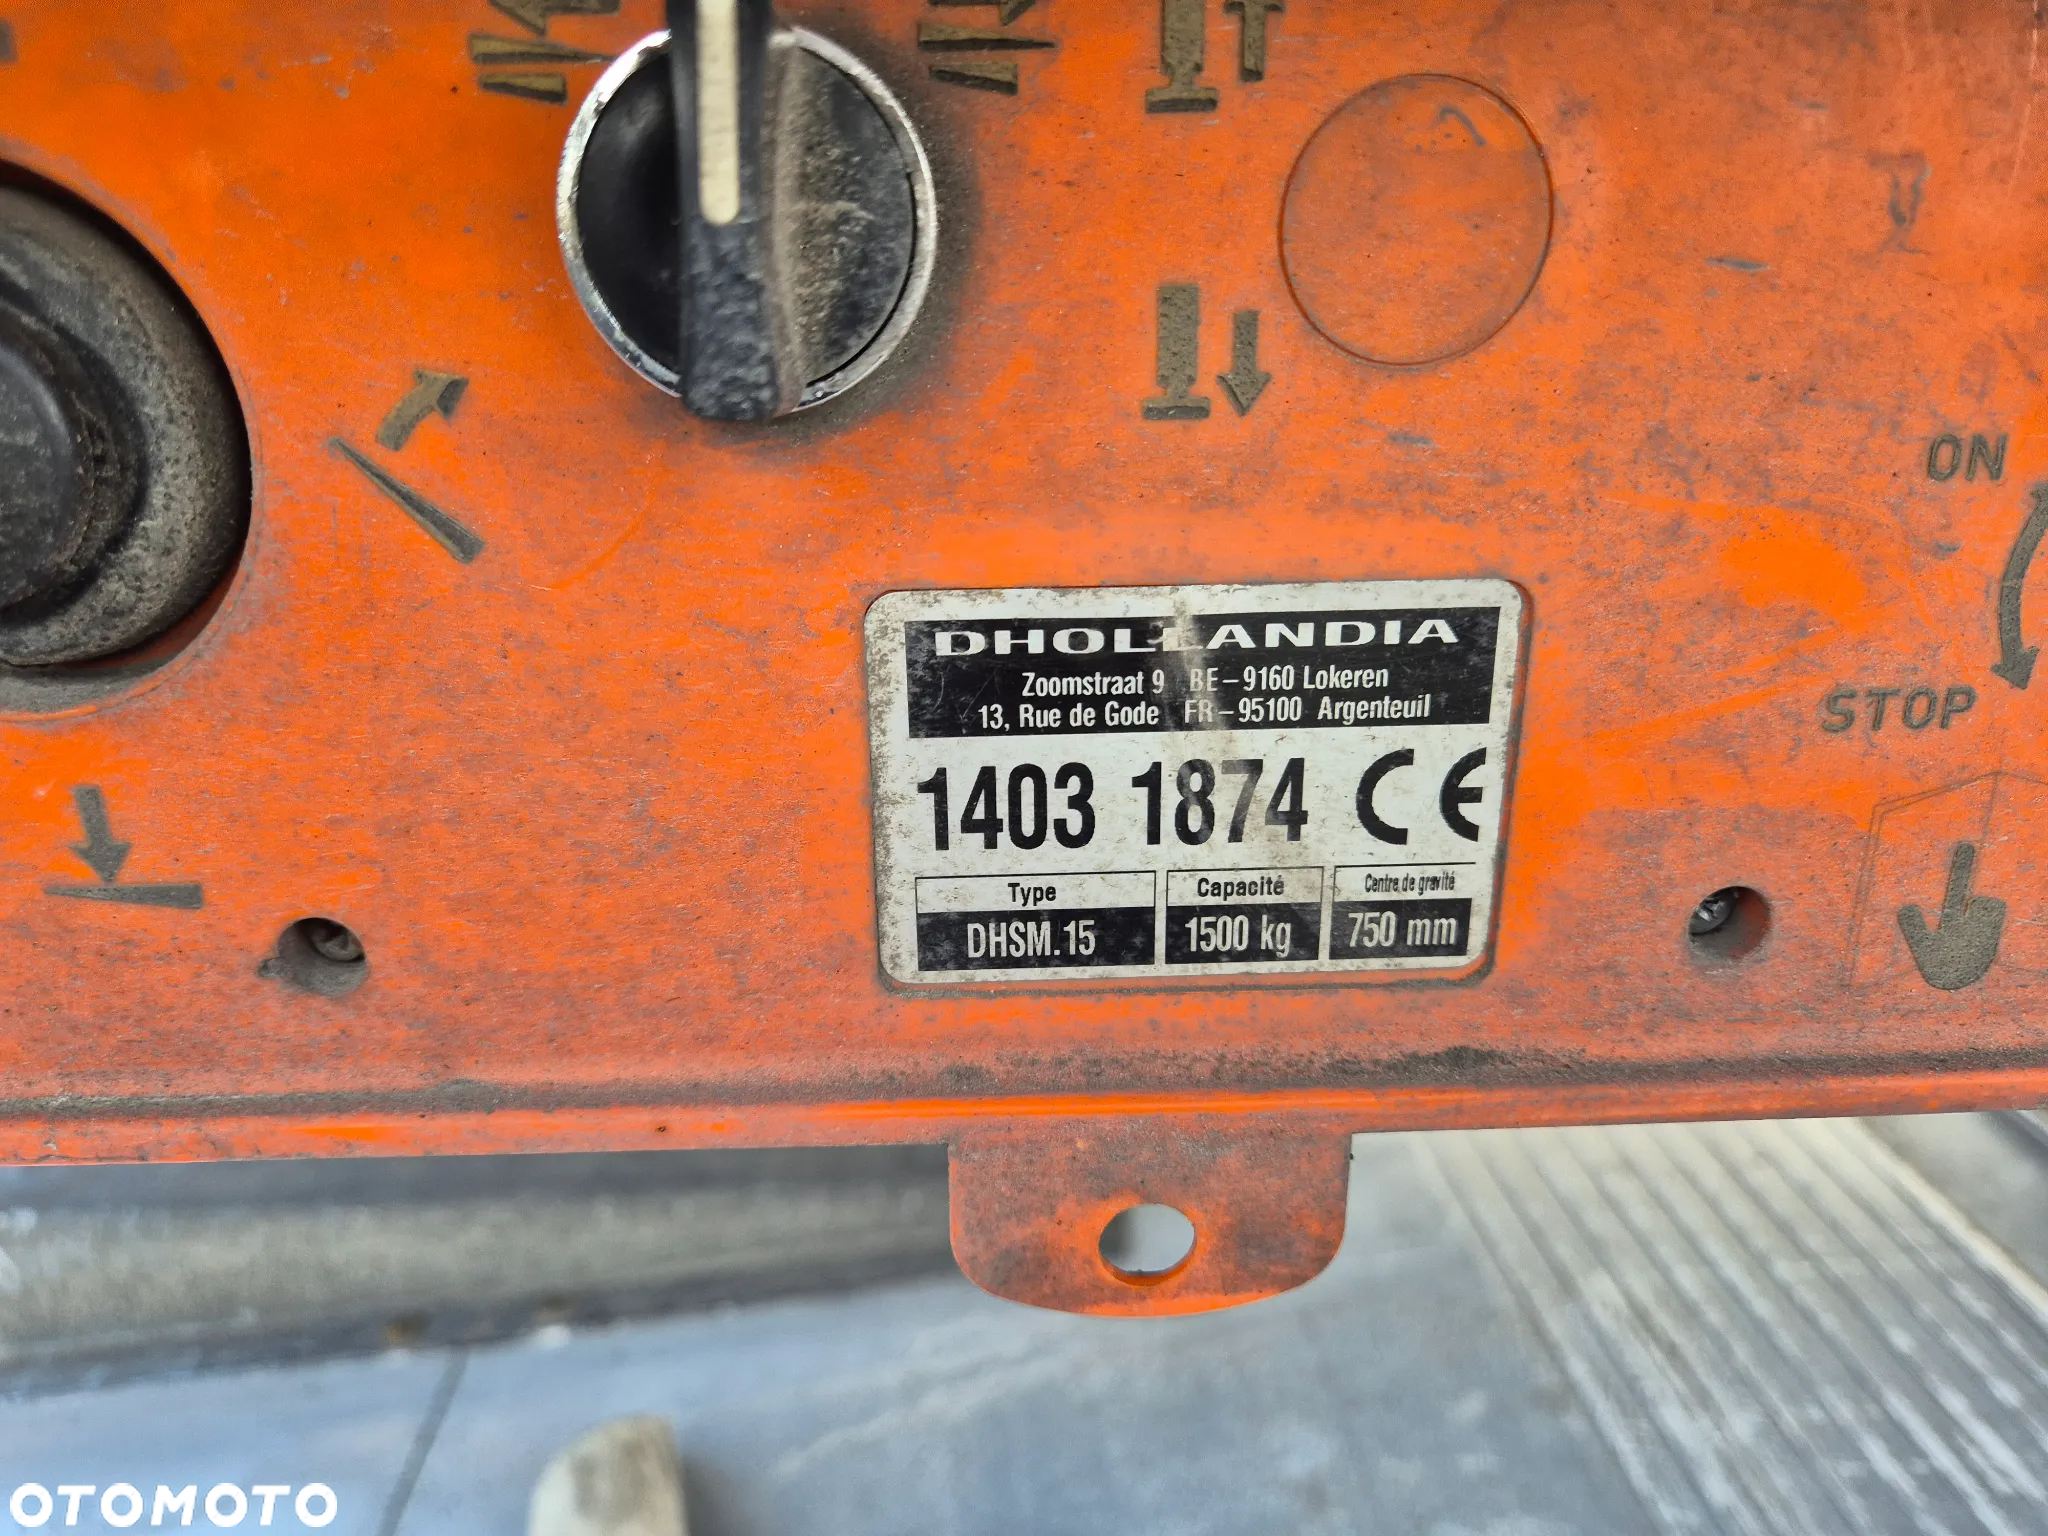 ON
STOP
DHOLLANDIA
Zoomstraat 9 BE-9160 Lokeren
13, Rue de Gode FR-95100 Argenteuil
1403 1874 CE
Type Capacité Centre de gravité
DHSM.15 1500 kg 750 mm
OTOMOTO